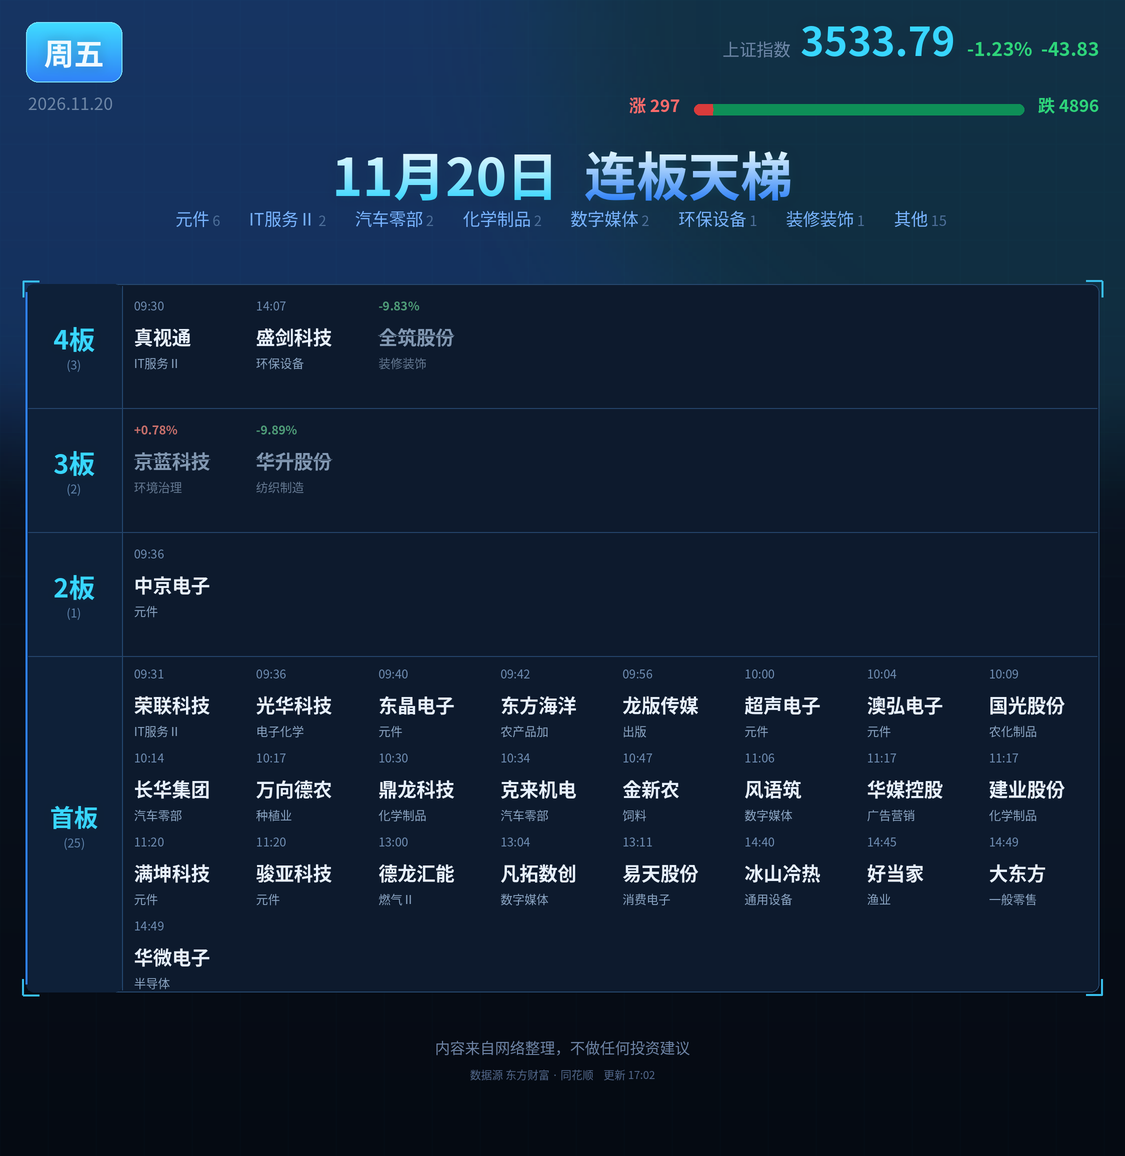 周五
上证指数 3533.79 -1.23% -43.83
2026.11.20
涨 297 跌 4896
11月20日 连板天梯
元件 6 IT服务Ⅱ 2 汽车零部 2 化学制品 2 数字媒体 2 环保设备 1 装修装饰 1 其他 15
4板
(3)
09:30 14:07 -9.83%
真视通 盛剑科技 全筑股份
IT服务Ⅱ 环保设备 装修装饰
3板
(2)
+0.78% -9.89%
京蓝科技 华升股份
环境治理 纺织制造
2板
(1)
09:36
中京电子
元件
首板
(25)
09:31 09:36 09:40 09:42 09:56 10:00 10:04 10:09
荣联科技 光华科技 东晶电子 东方海洋 龙版传媒 超声电子 澳弘电子 国光股份
IT服务Ⅱ 电子化学 元件 农产品加 出版 元件 元件 农化制品
10:14 10:17 10:30 10:34 10:47 11:06 11:17 11:17
长华集团 万向德农 鼎龙科技 克来机电 金新农 风语筑 华媒控股 建业股份
汽车零部 种植业 化学制品 汽车零部 饲料 数字媒体 广告营销 化学制品
11:20 11:20 13:00 13:04 13:11 14:40 14:45 14:49
满坤科技 骏亚科技 德龙汇能 凡拓数创 易天股份 冰山冷热 好当家 大东方
元件 元件 燃气Ⅱ 数字媒体 消费电子 通用设备 渔业 一般零售
14:49
华微电子
半导体
内容来自网络整理，不做任何投资建议
数据源 东方财富 · 同花顺 更新 17:02